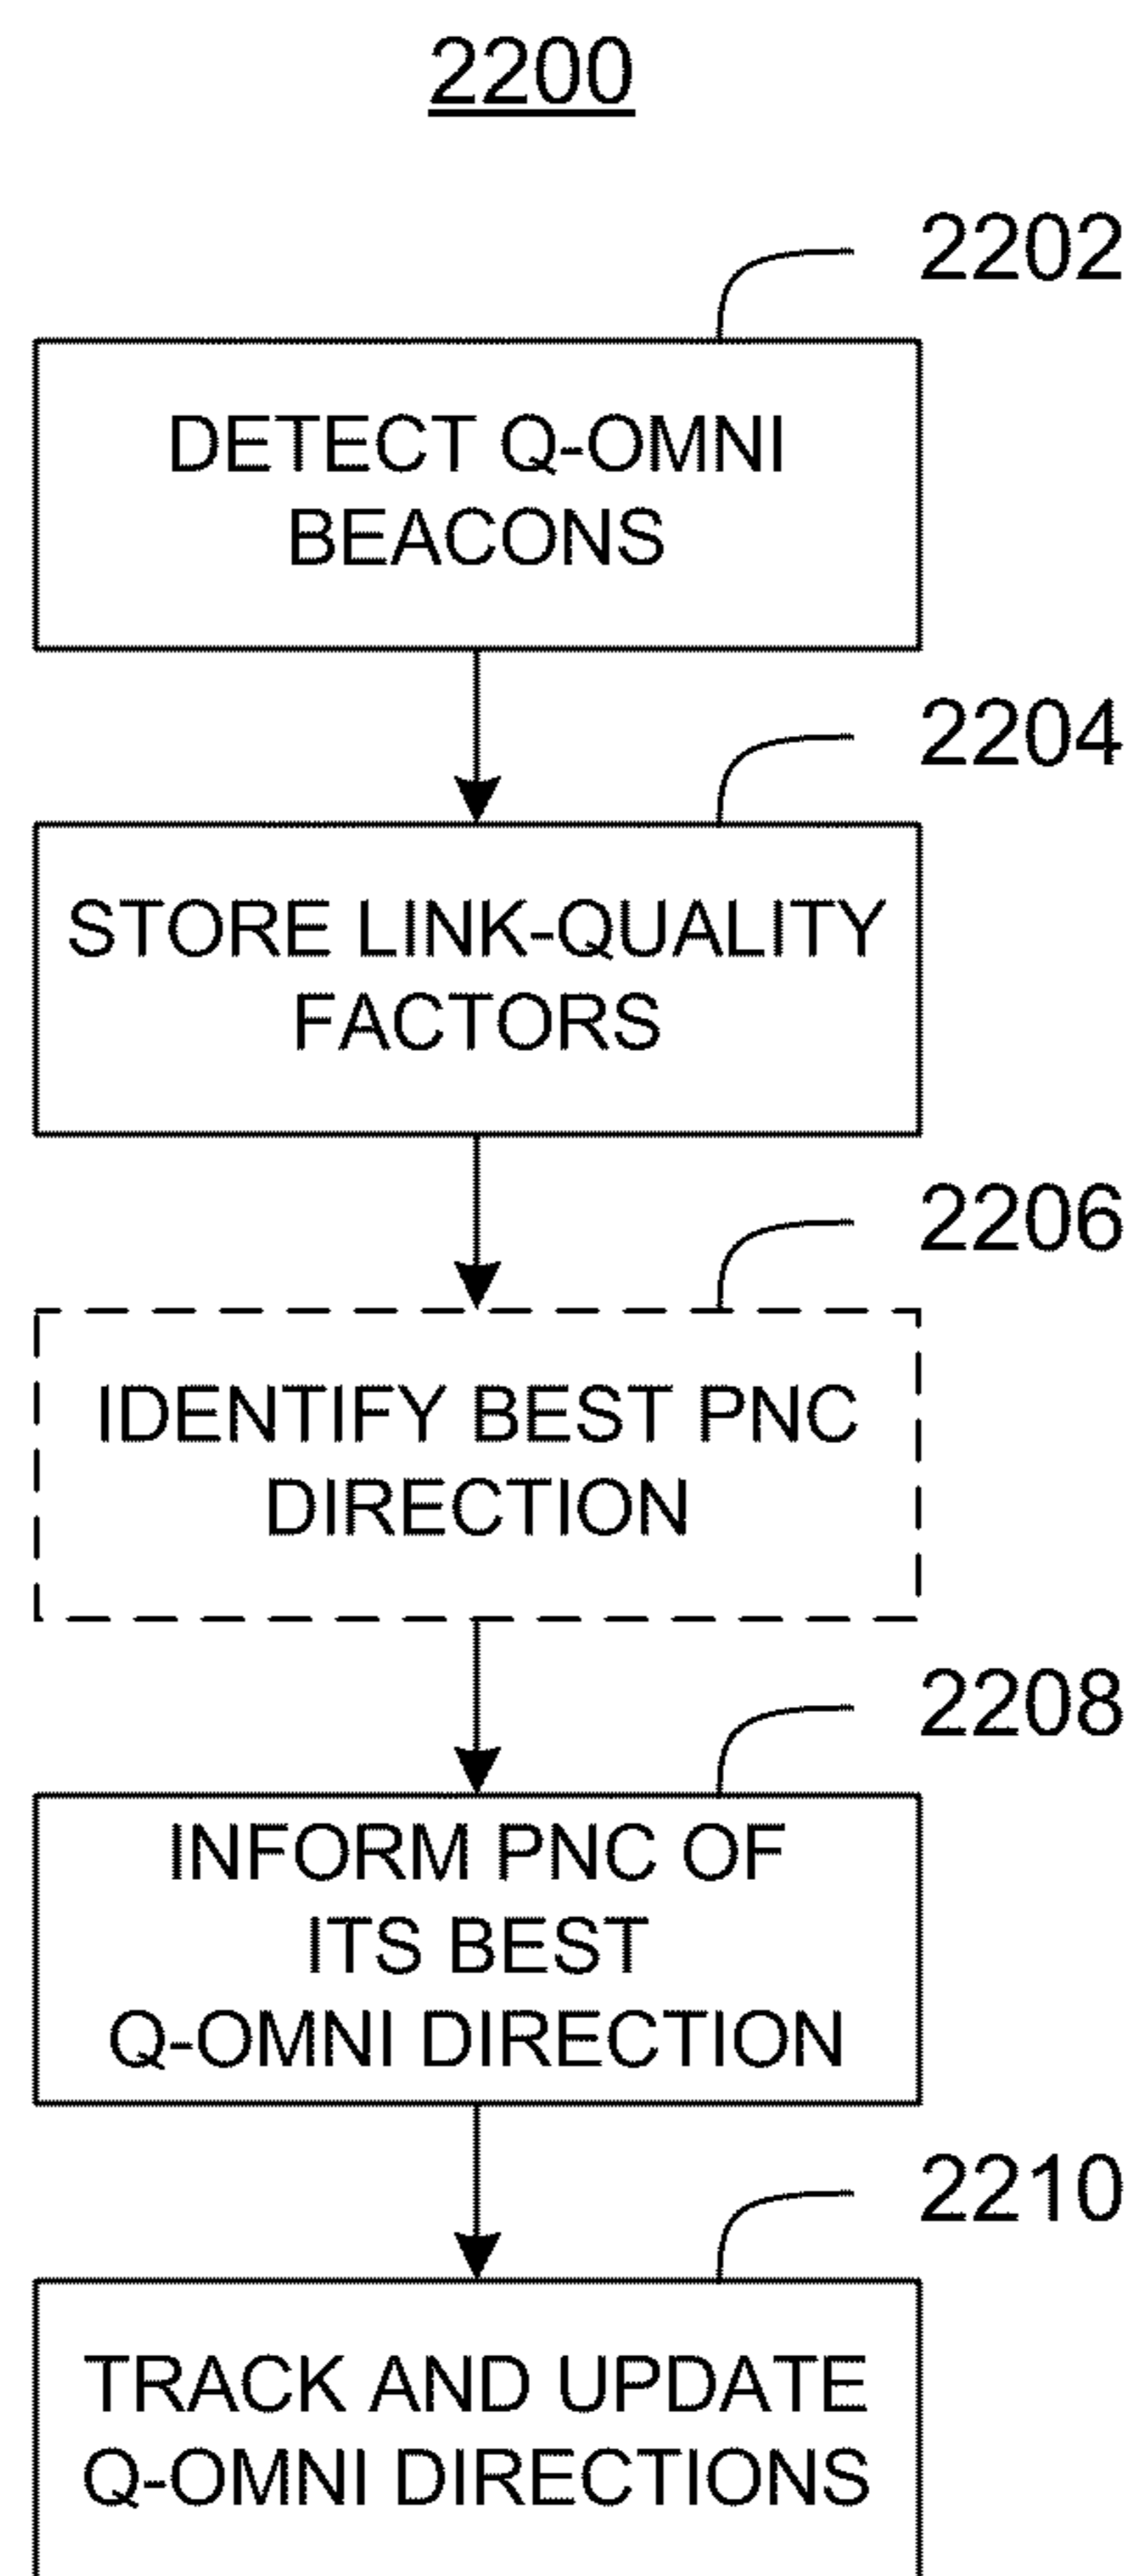 2200
2202
DETECT Q-OMNI
BEACONS
2204
STORE LINK-QUALITY
FACTORS
2206
IDENTIFY BEST PNC
DIRECTION
2208
INFORM PNC OF
ITS BEST
Q-OMNI DIRECTION
2210
TRACK AND UPDATE
Q-OMNI DIRECTIONS